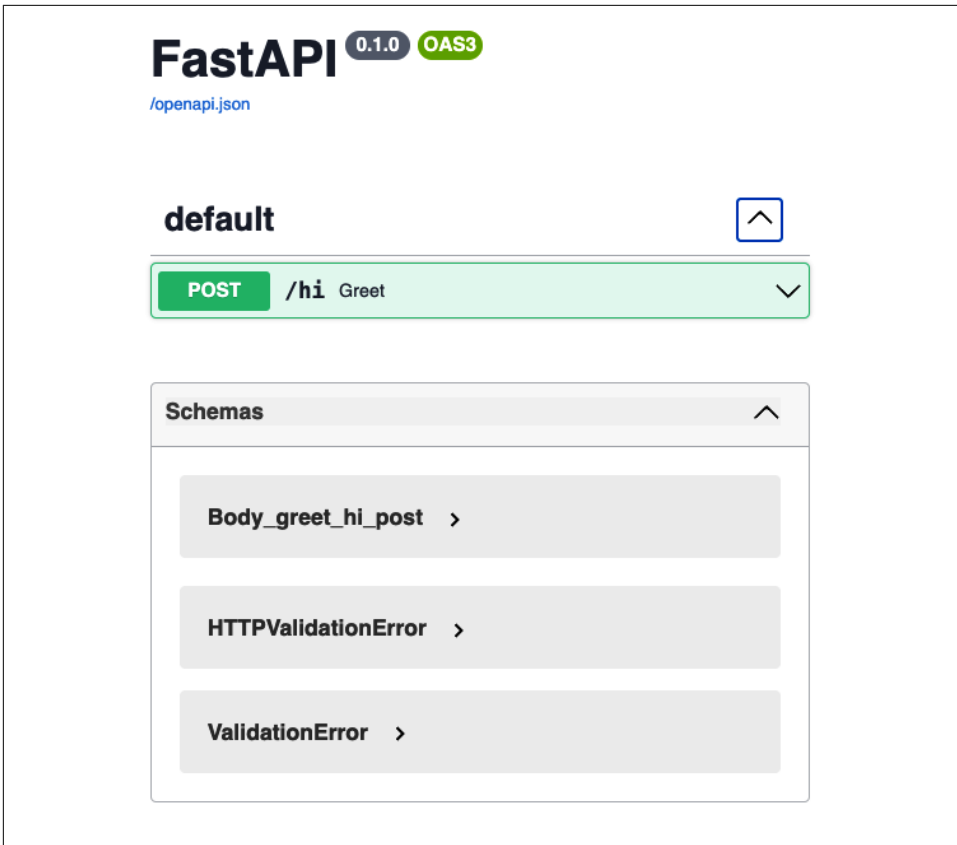 FastAPI 0.1.0 OAS3
/openapi.json
default
POST /hi Greet
Schemas
Body_greet_hi_post
HTTPValidationError
ValidationError